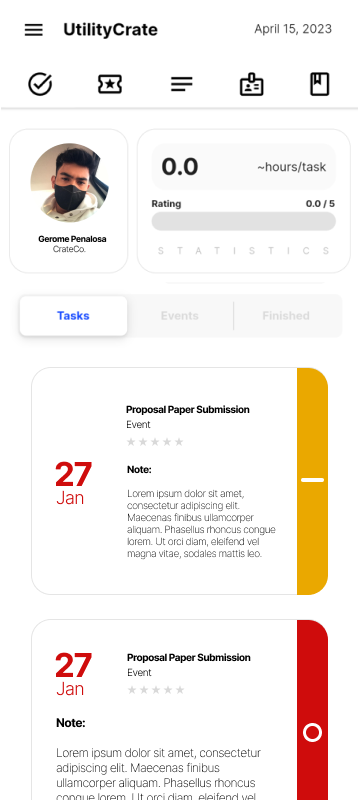 UtilityCrate
April 15, 2023
0.0
~hours/task
Rating
0.0 / 5
S T A T I S T I C S
Gerome Penalosa
CrateCo.
Tasks
Events
Finished
27
Jan
Proposal Paper Submission
Event
★★★★★
Note:
Lorem ipsum dolor sit amet,
consectetur adipiscing elit.
Maecenas finibus ullamcorper
aliquam. Phasellus rhoncus congue
lorem. Ut orci diam, eleifend vel
magna vitae, sodales mattis leo.
27
Jan
Proposal Paper Submission
Event
★★★★★
Note:
Lorem ipsum dolor sit amet, consectetur
adipiscing elit. Maecenas finibus
ullamcorper aliquam. Phasellus rhoncus
congue lorem. Ut orci diam, eleifend vel